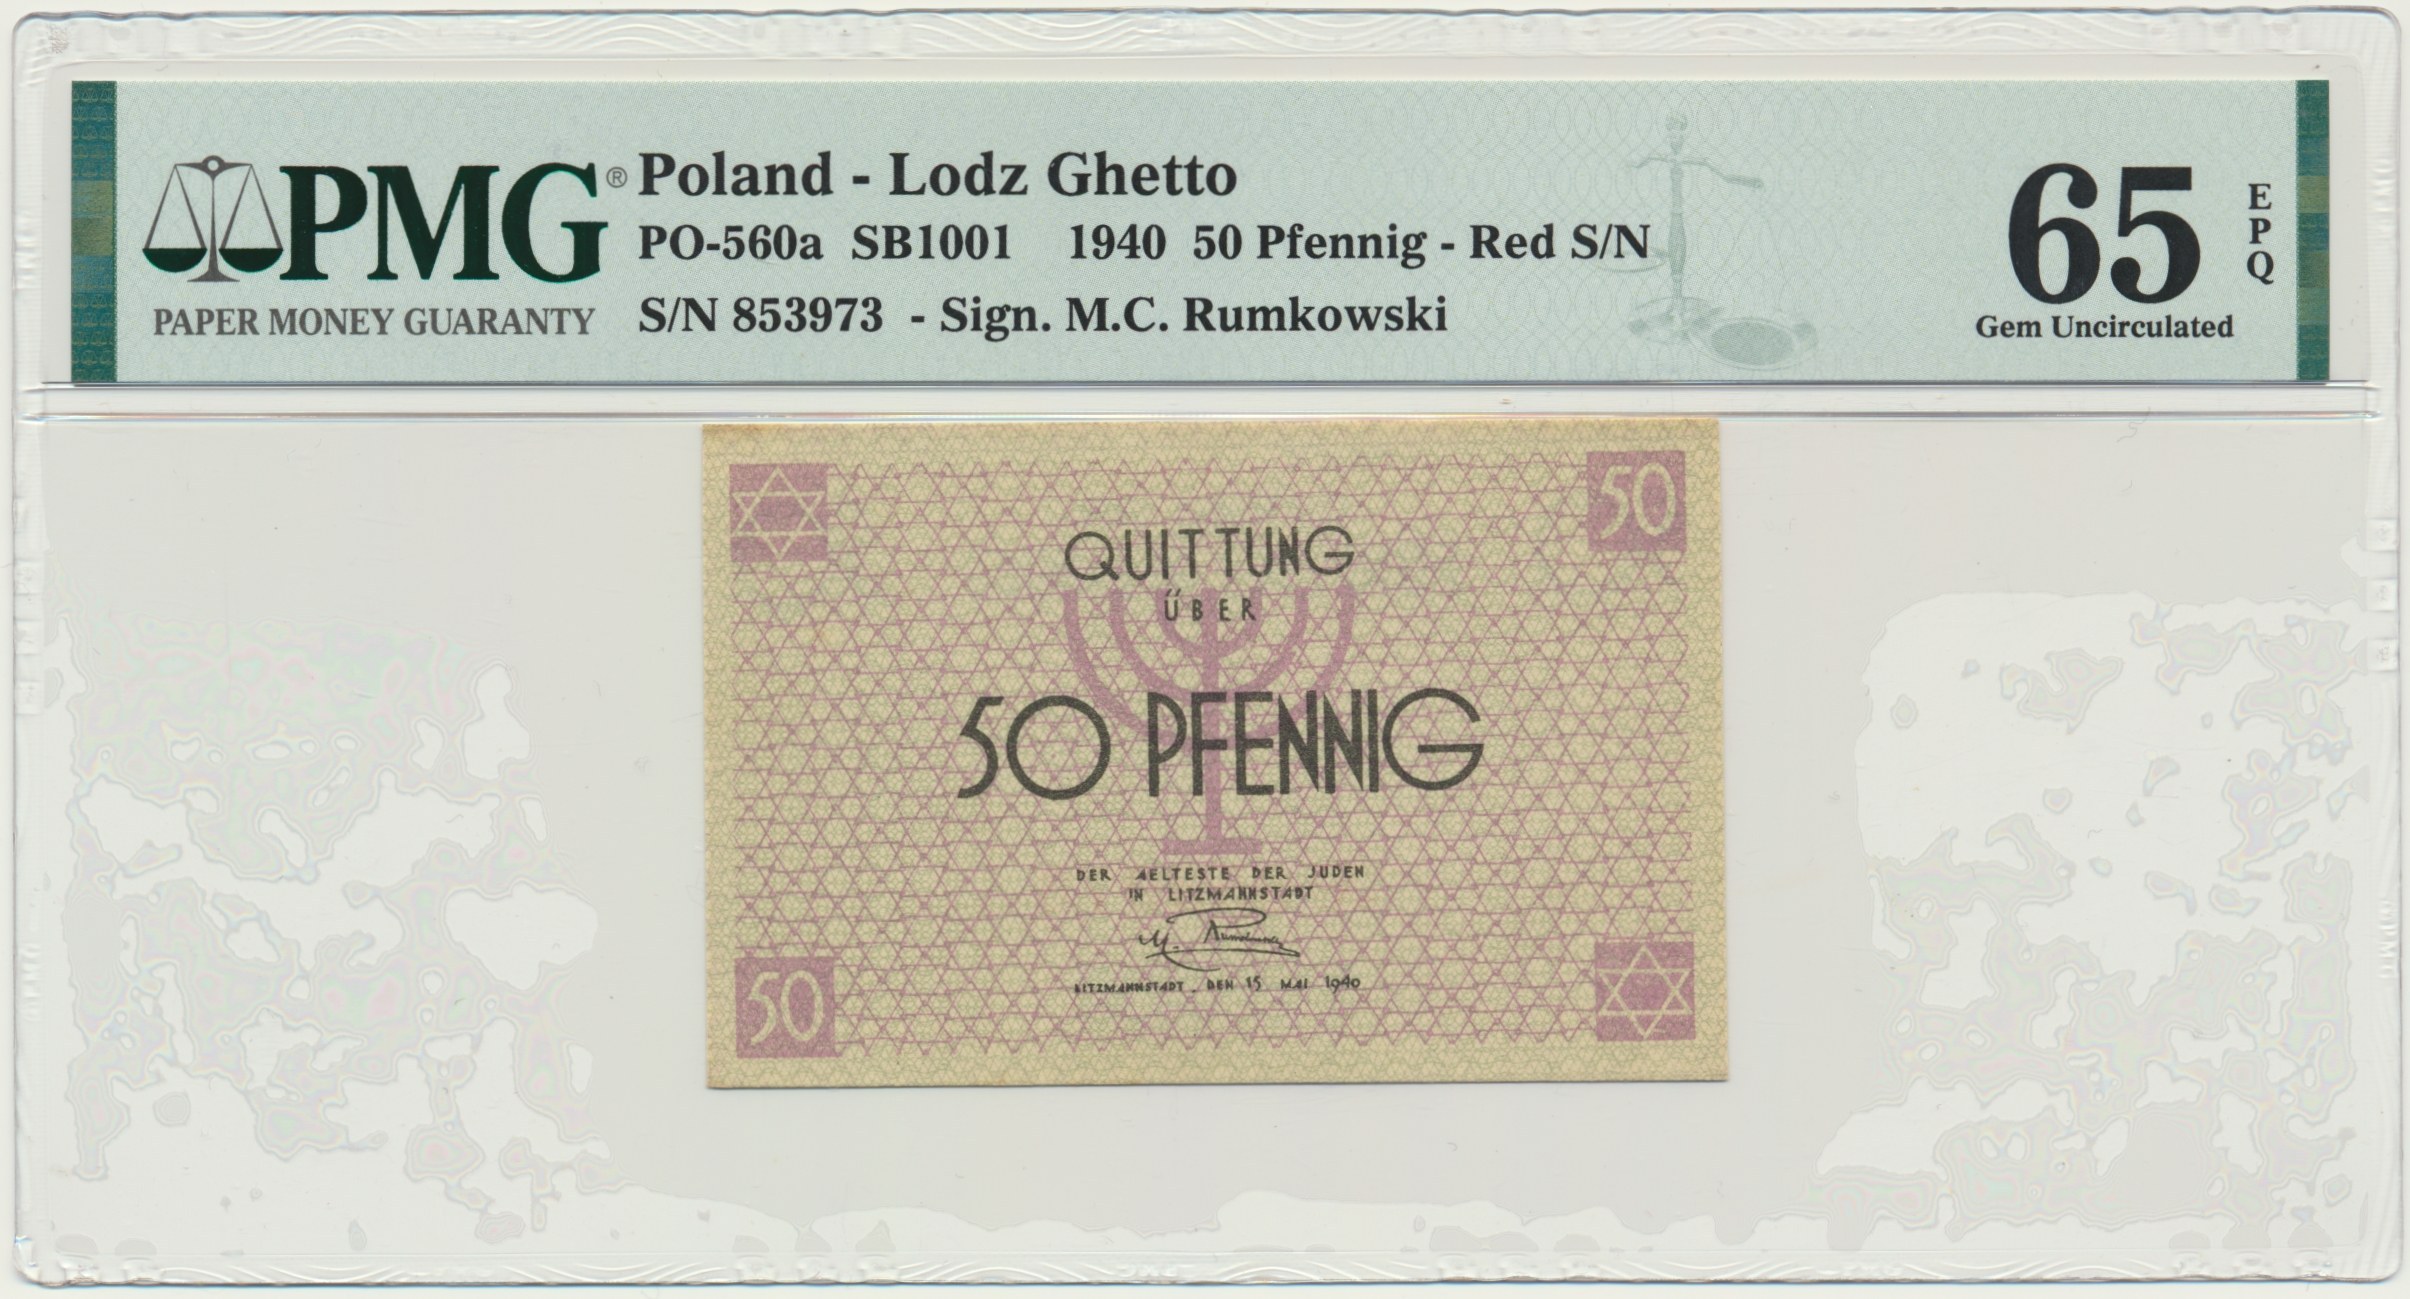 PMG®
PAPER MONEY GUARANTY
Poland - Lodz Ghetto
PO-560a SB1001 1940 50 Pfennig - Red S/N
S/N 853973 - Sign. M.C. Rumkowski
65
EPQ
Gem Uncirculated
50
QUITTUNG
ÜBER
50 PFENNIG
DER AELTESTE DER JUDEN
IN LITZMANNSTADT
M. Rumkowski
50
LITZMANNSTADT, DEN 15 MAI 1940